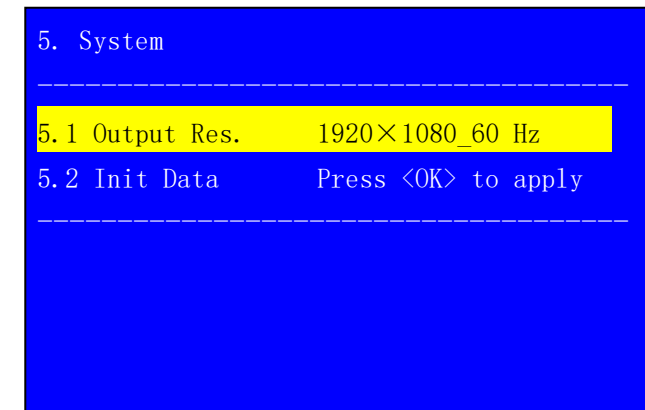 5. System
5.1 Output Res. 1920×1080_60 Hz
5.2 Init Data Press <OK> to apply